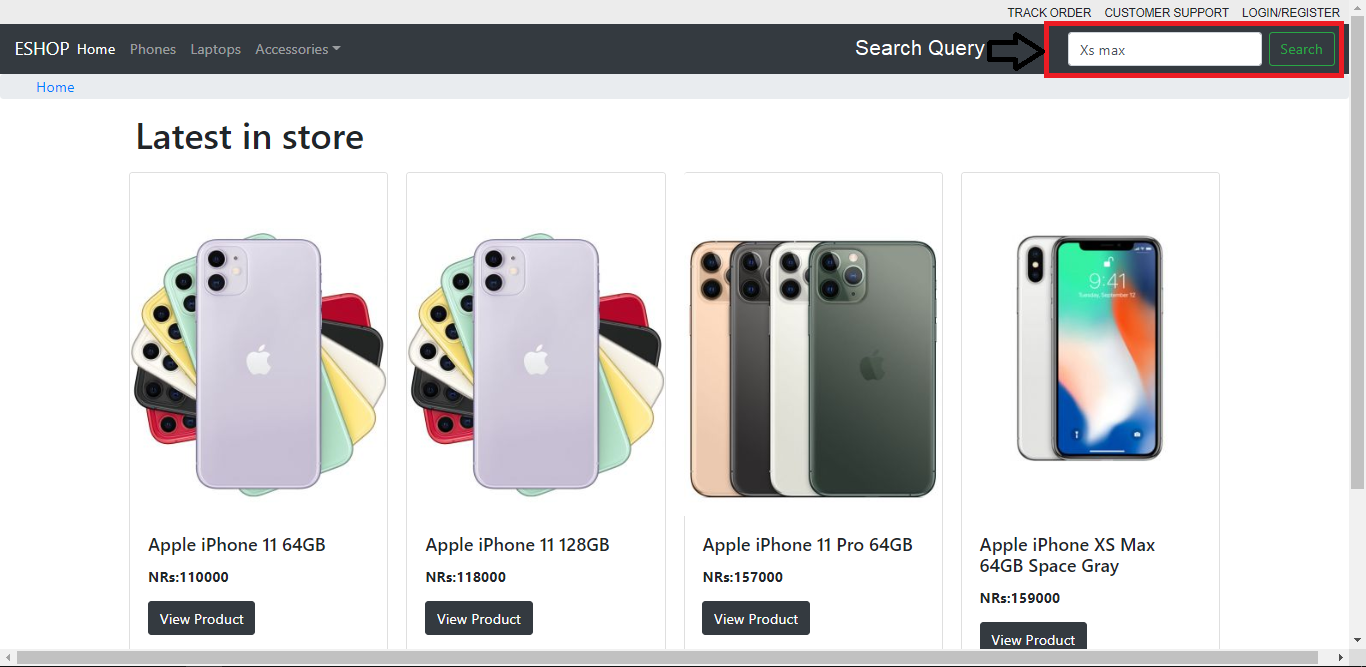 TRACK ORDER CUSTOMER SUPPORT LOGIN/REGISTER
ESHOP Home Phones Laptops Accessories Search Query Xs max Search
Home
Latest in store
9:41
Tuesday, September 12
Apple iPhone 11 64GB
NRs:110000
View Product
Apple iPhone 11 128GB
NRs:118000
View Product
Apple iPhone 11 Pro 64GB
NRs:157000
View Product
Apple iPhone XS Max
64GB Space Gray
NRs:159000
View Product